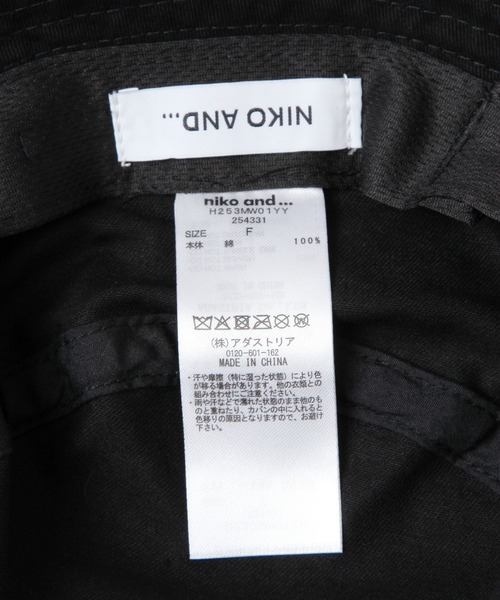 NIKO AND...
niko and ...
H253MW01YY
254331
SIZE F
本体 綿 100%
(株) アダストリア
0120-601-162
MADE IN CHINA
・汗や摩擦（特に湿った状態）により色
が移る場合があります。他の衣類との
組み合わせにご注意ください。
・雨や汗などで濡れた状態のまま他のも
のと重ねたり、カバンの中に入れると
色移りの原因となりますので、お避け
下さい。